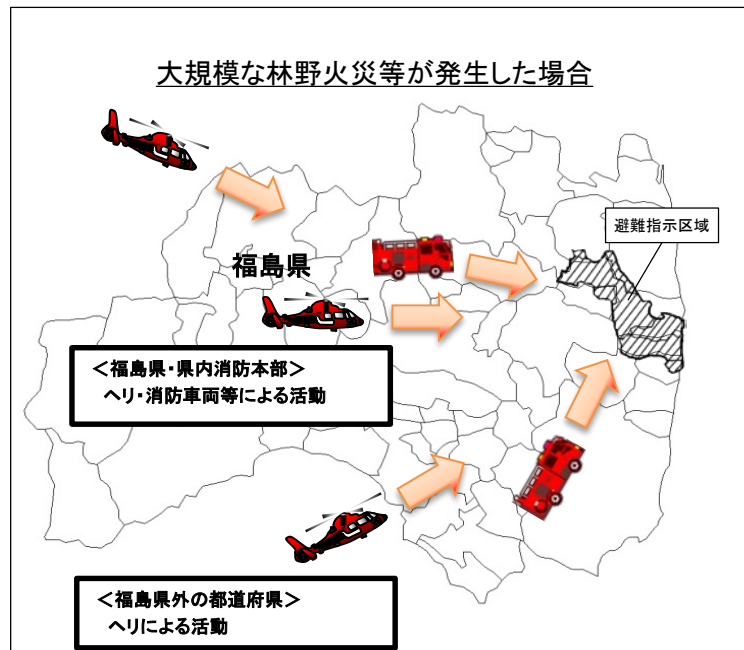 大規模な林野火災等が発生した場合
避難指示区域
福島県
＜福島県・県内消防本部＞
ヘリ・消防車両等による活動
＜福島県外の都道府県＞
ヘリによる活動